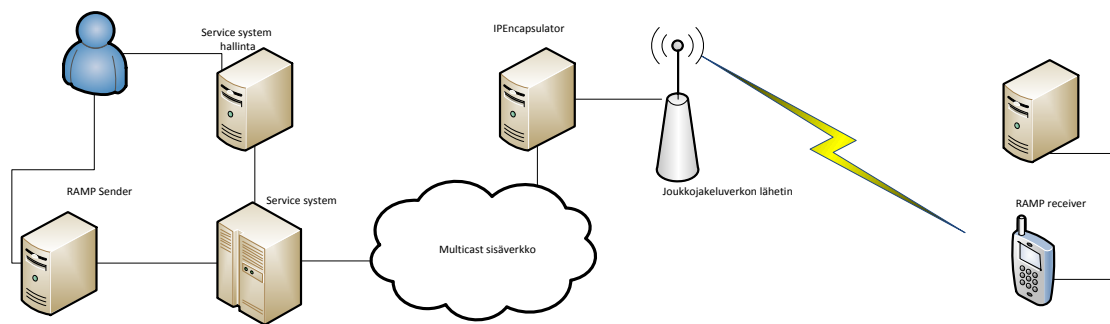 Service system
hallinta
IPEncapsulator
RAMP Sender
Service system
Joukkojakeluverkon lähetin
RAMP receiver
Multicast sisäverkko